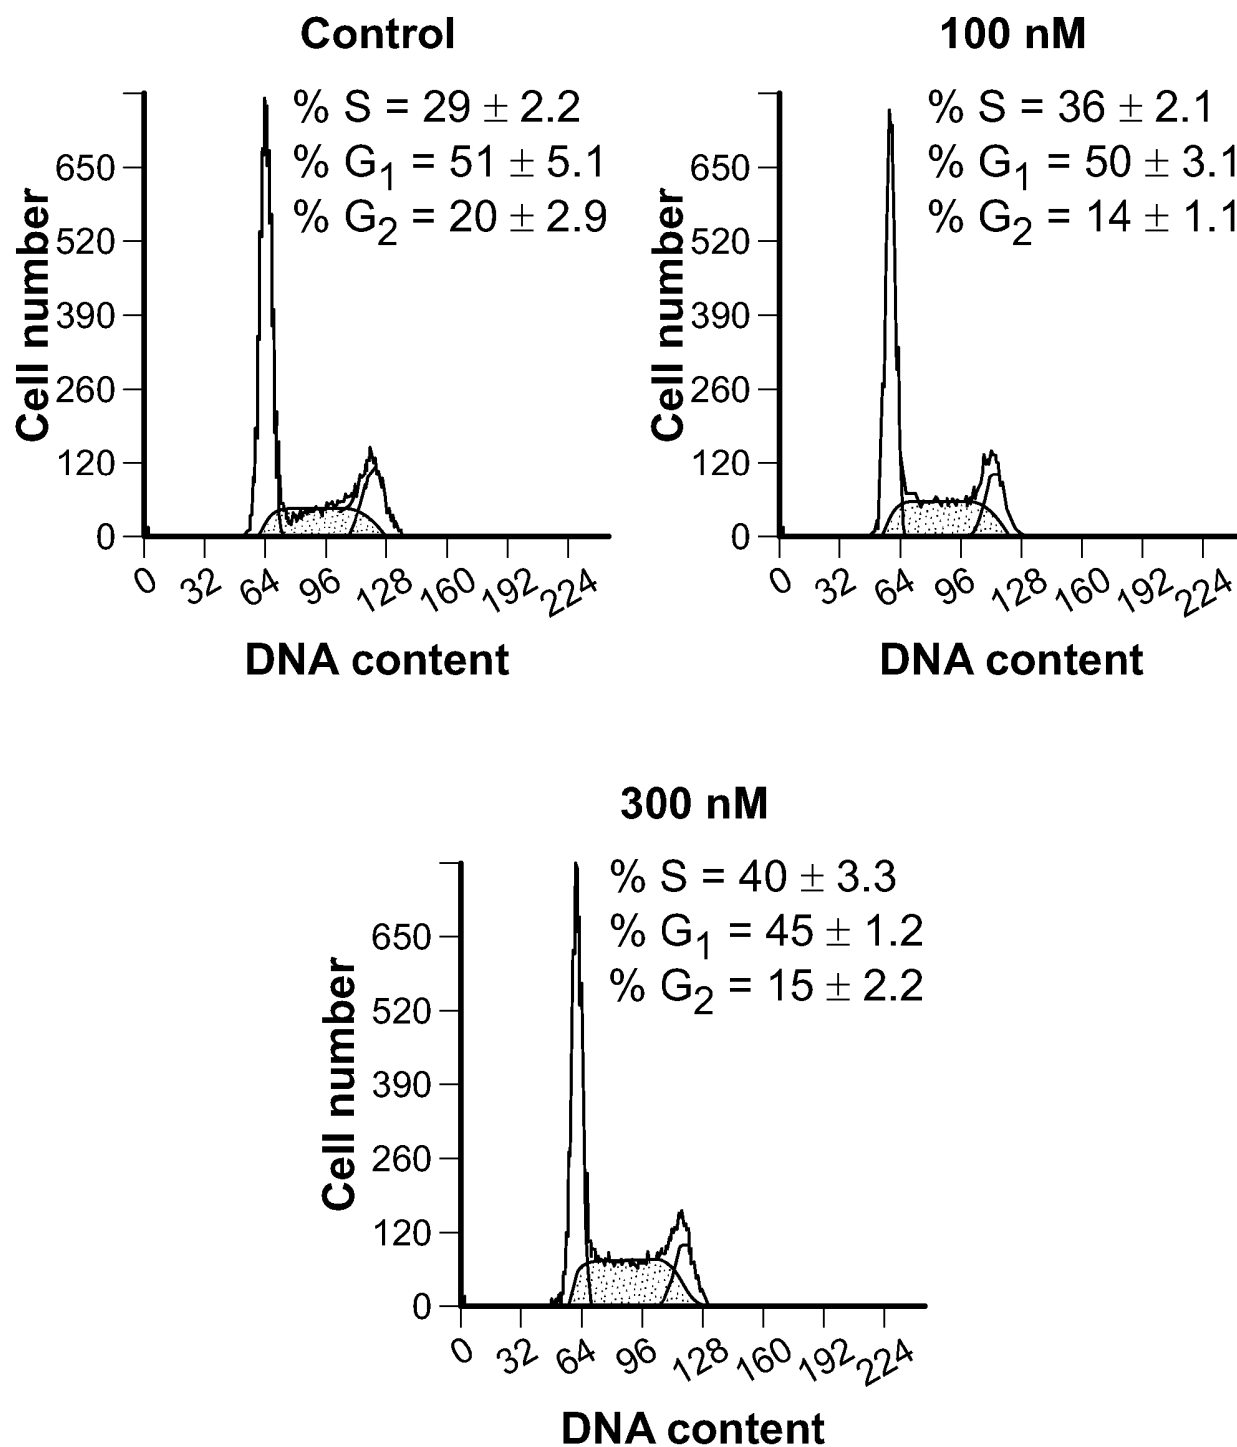 Control
% S = 29 ± 2.2
% G1 = 51 ± 5.1
% G2 = 20 ± 2.9
Cell number
650
520
390
260
120
0
0 32 64 96 128 160 192 224
DNA content
100 nM
% S = 36 ± 2.1
% G1 = 50 ± 3.1
% G2 = 14 ± 1.1
Cell number
650
520
390
260
120
0
0 32 64 96 128 160 192 224
DNA content
300 nM
% S = 40 ± 3.3
% G1 = 45 ± 1.2
% G2 = 15 ± 2.2
Cell number
650
520
390
260
120
0
0 32 64 96 128 160 192 224
DNA content